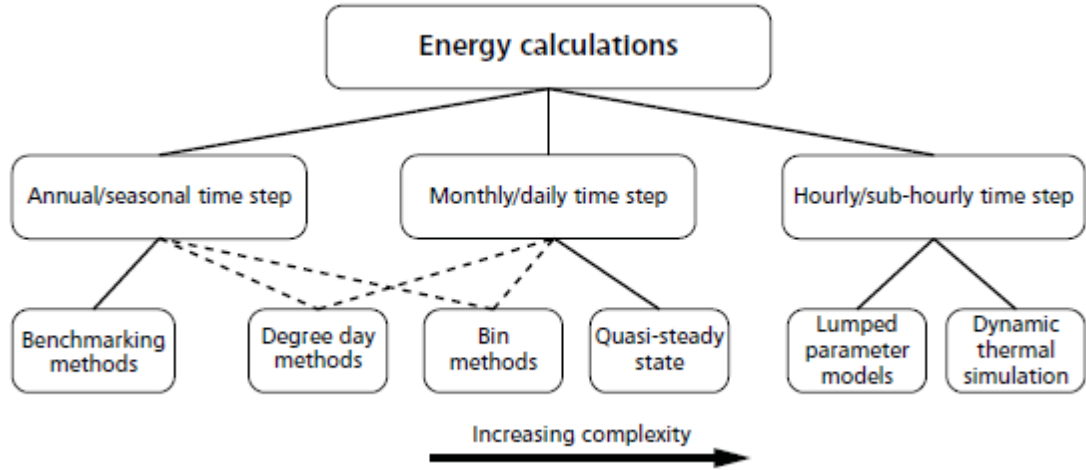 Energy calculations
Annual/seasonal time step
Monthly/daily time step
Hourly/sub-hourly time step
Benchmarking
methods
Degree day
methods
Bin
methods
Quasi-steady
state
Lumped
parameter
models
Dynamic
thermal
simulation
Increasing complexity